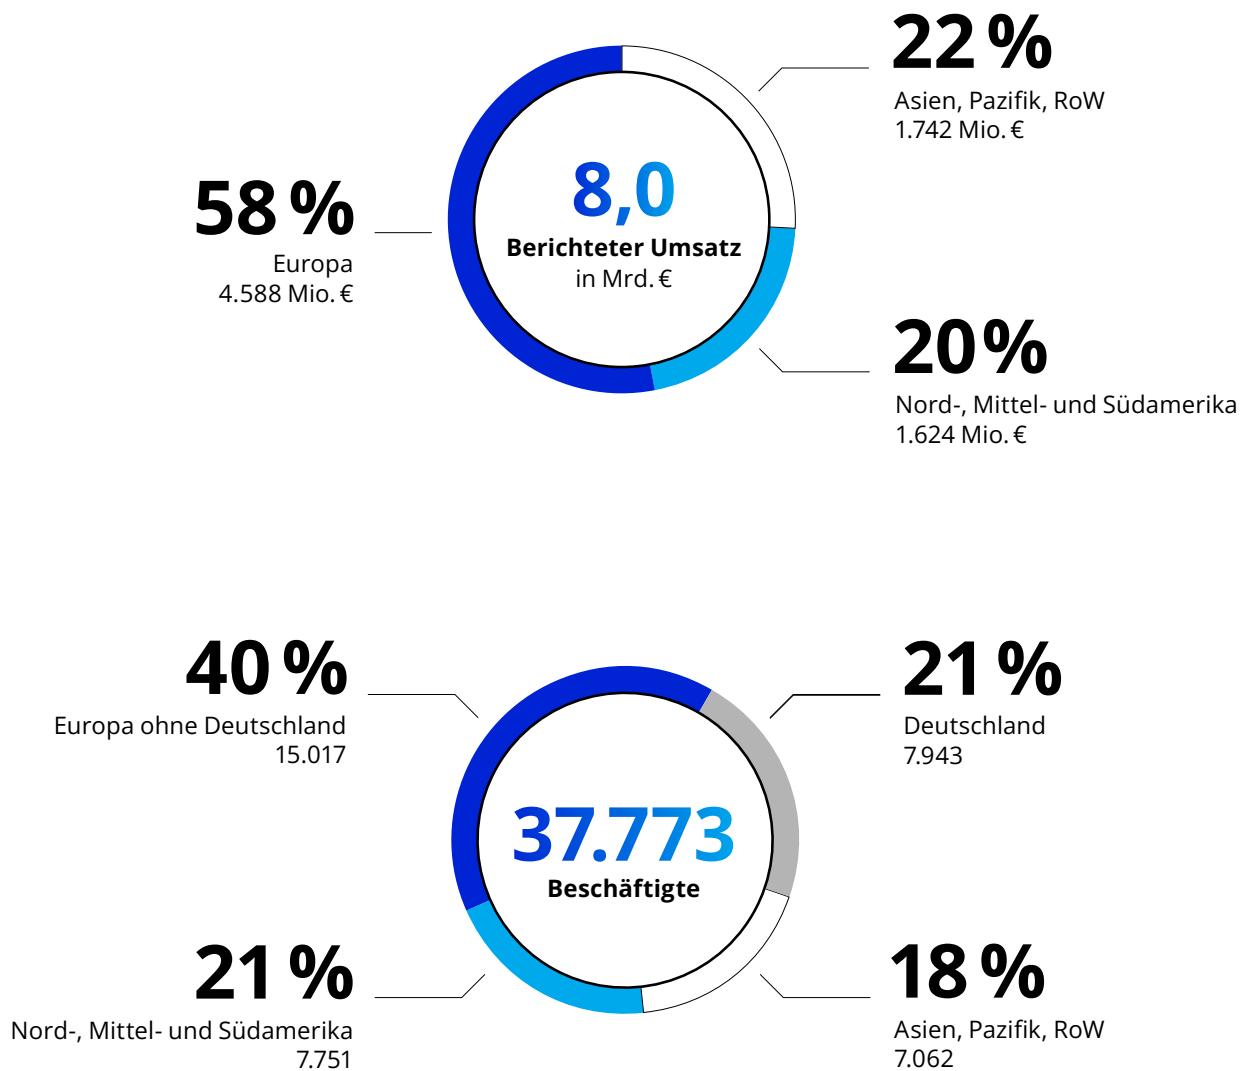 22 %
Asien, Pazifik, RoW
1.742 Mio. €
58 %
Europa
4.588 Mio. €
8,0
Berichteter Umsatz
in Mrd. €
20 %
Nord-, Mittel- und Südamerika
1.624 Mio. €
40 %
Europa ohne Deutschland
15.017
21 %
Deutschland
7.943
37.773
Beschäftigte
21 %
Nord-, Mittel- und Südamerika
7.751
18 %
Asien, Pazifik, RoW
7.062